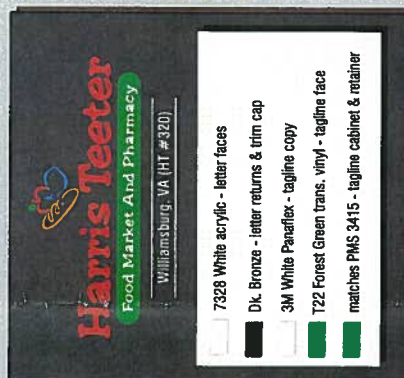 Harris Teeter
Food Market And Pharmacy
Williamsburg, VA (HT #320)
7328 White acrylic - letter faces
Dk. Bronze - letter returns & trim cap
3M White Panaflex - tagline copy
T22 Forest Green trans. vinyl - tagline face
matches PMS 3415 - tagline cabinet & retainer